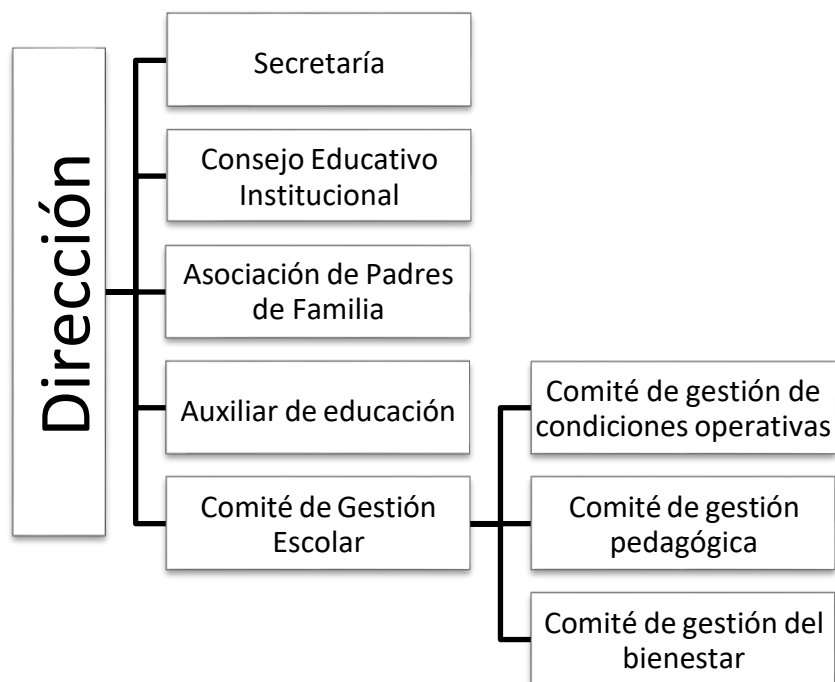 Dirección
Secretaría
Consejo Educativo
Institucional
Asociación de Padres
de Familia
Auxiliar de educación
Comité de Gestión
Escolar
Comité de gestión de
condiciones operativas
Comité de gestión
pedagógica
Comité de gestión del
bienestar